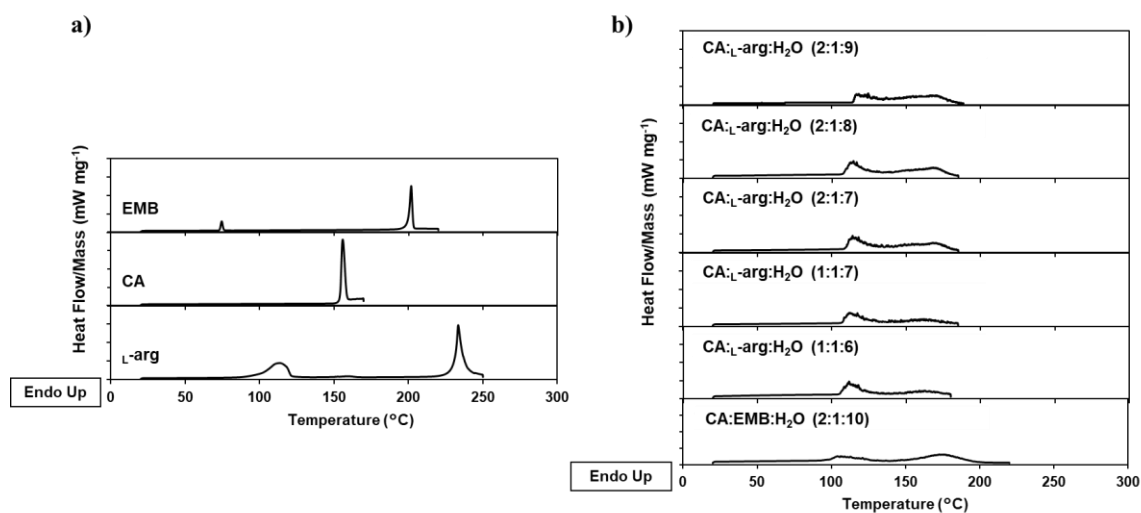 a)
Heat Flow/Mass (mW mg⁻¹)
EMB
CA
L-arg
Endo Up
0 50 100 150 200 250 300
Temperature (°C)
b)
Heat Flow/Mass (mW mg⁻¹)
CA:L-arg:H₂O (2:1:9)
CA:L-arg:H₂O (2:1:8)
CA:L-arg:H₂O (2:1:7)
CA:L-arg:H₂O (1:1:7)
CA:L-arg:H₂O (1:1:6)
CA:EMB:H₂O (2:1:10)
Endo Up
0 50 100 150 200 250 300
Temperature (°C)